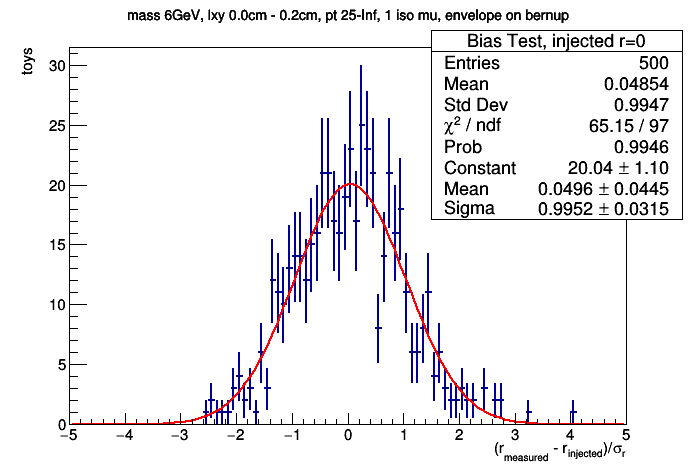 mass 6GeV, lxy 0.0cm - 0.2cm, pt 25-Inf, 1 iso mu, envelope on bernup
Bias Test, injected r=0
Entries 500
Mean 0.04854
Std Dev 0.9947
χ² / ndf 65.15 / 97
Prob 0.9946
Constant 20.04 ± 1.10
Mean 0.0496 ± 0.0445
Sigma 0.9952 ± 0.0315
toys
30
25
20
15
10
5
0
−5 −4 −3 −2 −1 0 1 2 3 4 5
(r_measured - r_injected)/σ_r